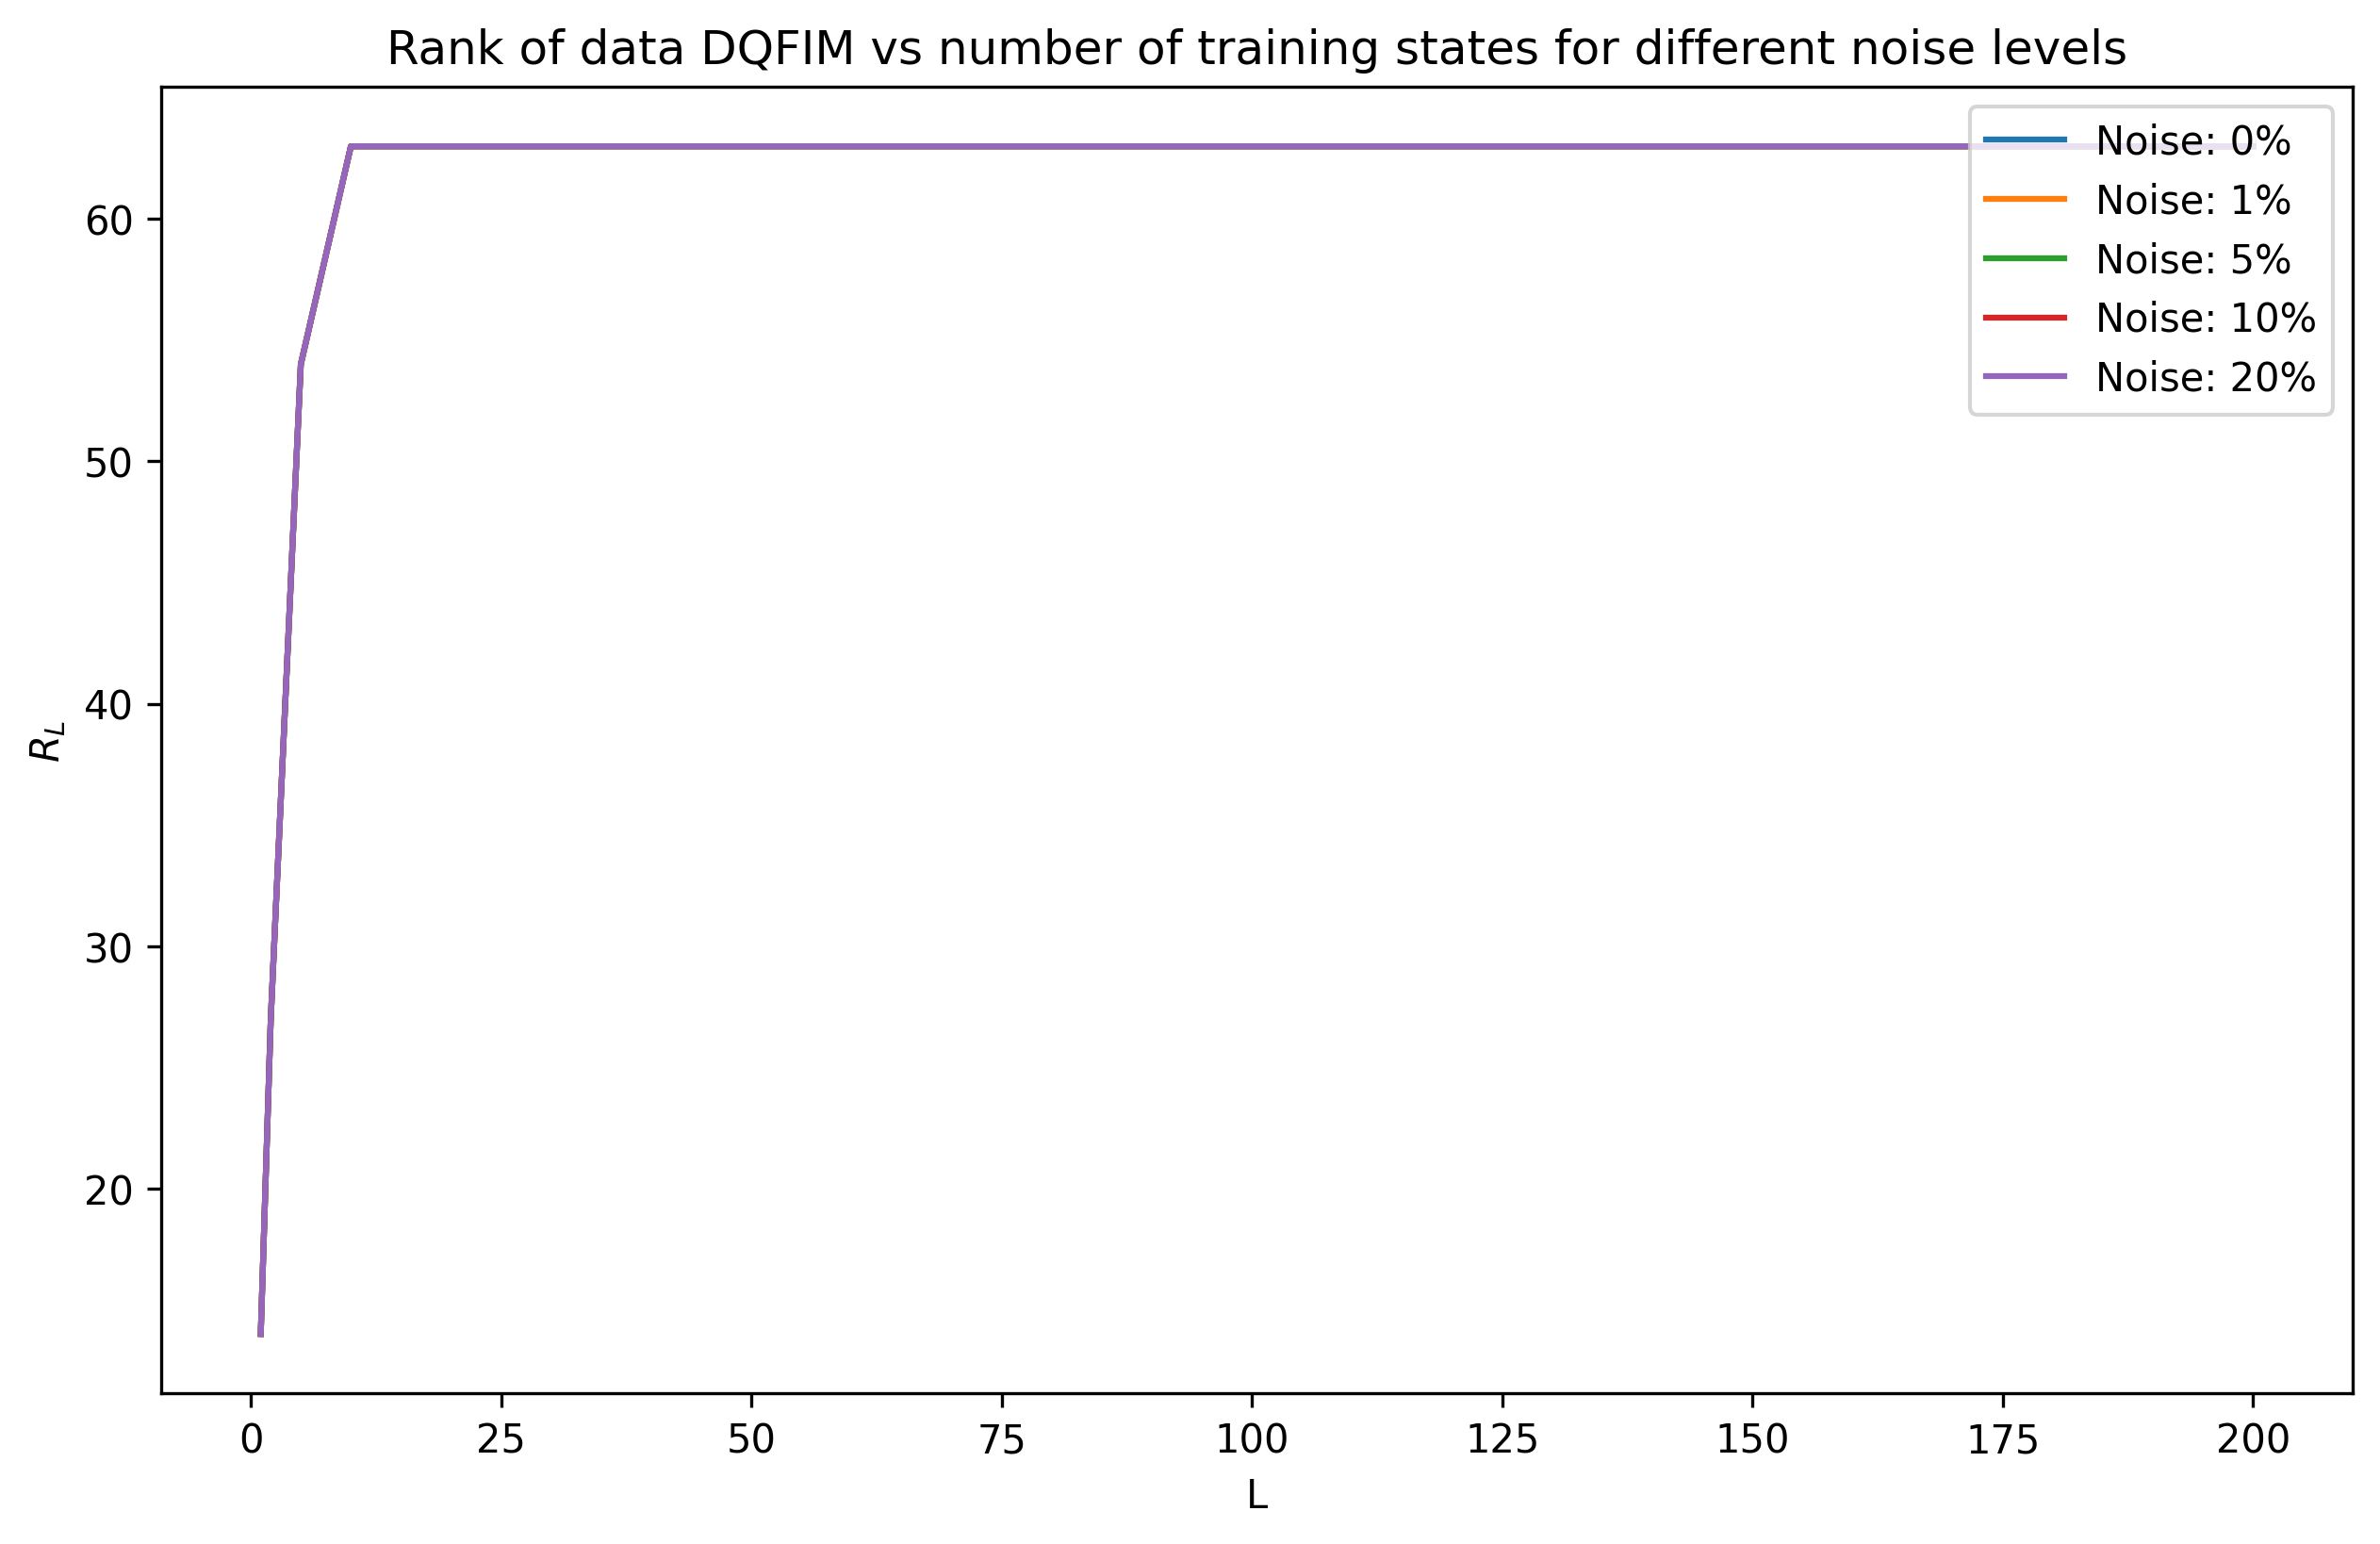 Rank of data DQFIM vs number of training states for different noise levels
Noise: 0%
Noise: 1%
Noise: 5%
Noise: 10%
Noise: 20%
60
50
40
30
20
R_L
0 25 50 75 100 125 150 175 200
L